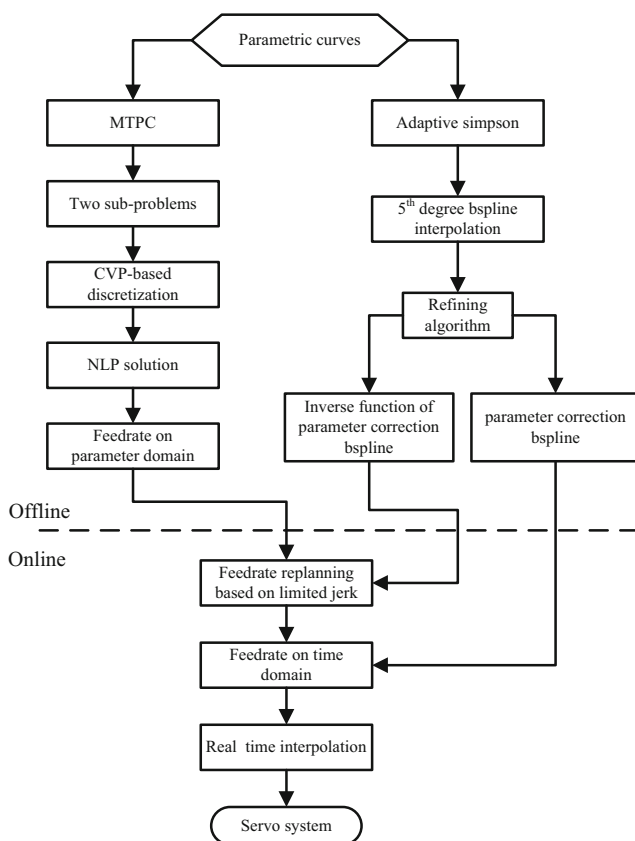 Parametric curves
MTPC
Adaptive simpson
Two sub-problems
5th degree bspline
interpolation
CVP-based
discretization
Refining
algorithm
NLP solution
Inverse function of
parameter correction
bspline
parameter correction
bspline
Feedrate on
parameter domain
Offline
Online
Feedrate replanning
based on limited jerk
Feedrate on time
domain
Real time interpolation
Servo system